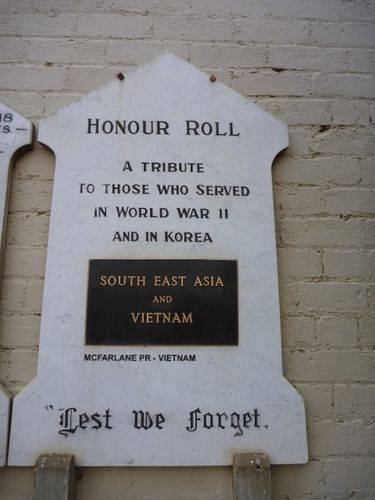 18
S.
HONOUR ROLL
A TRIBUTE
TO THOSE WHO SERVED
IN WORLD WAR II
AND IN KOREA
SOUTH EAST ASIA
AND
VIETNAM
MCFARLANE PR - VIETNAM
"Lest We Forget.